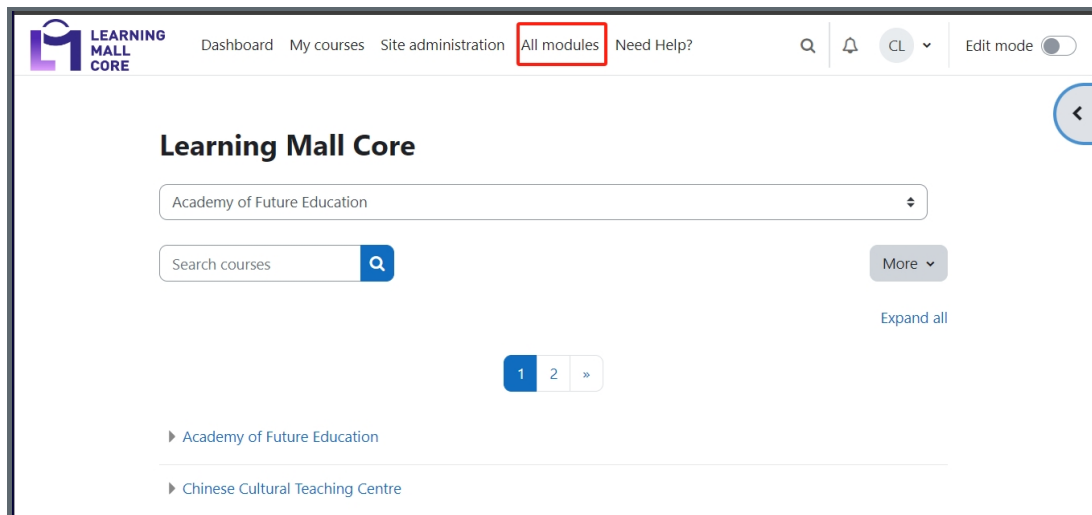 LEARNING
MALL
CORE
Dashboard My courses Site administration All modules Need Help? CL Edit mode
Learning Mall Core
Academy of Future Education
Search courses More
Expand all
1 2 »
Academy of Future Education
Chinese Cultural Teaching Centre